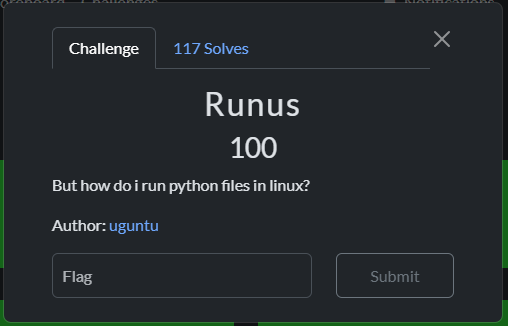 Challenges
Notifications
Challenge
117 Solves
Runus
100
But how do i run python files in linux?
Author: uguntu
Flag
Submit